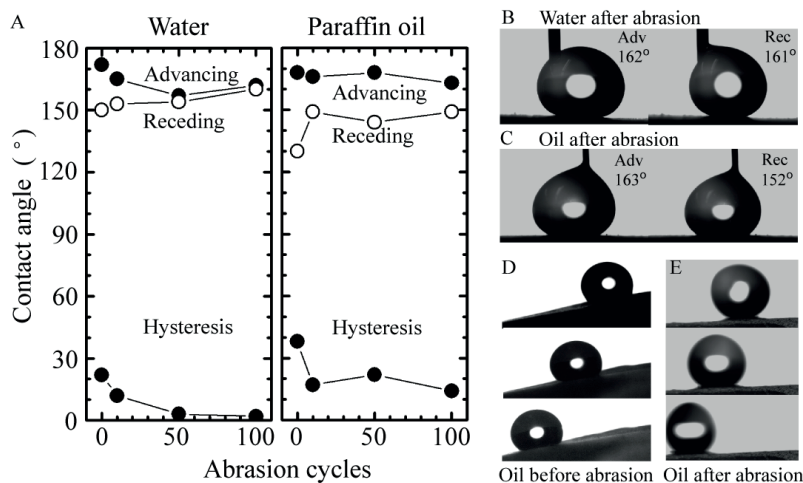 A
Water
Paraffin oil
Contact angle (°)
180
150
120
90
60
30
0
Advancing
Receding
Hysteresis
Advancing
Receding
Hysteresis
0 50 100
0 50 100
Abrasion cycles
B Water after abrasion
Adv
162°
Rec
161°
C Oil after abrasion
Adv
163°
Rec
152°
D
E
Oil before abrasion
Oil after abrasion